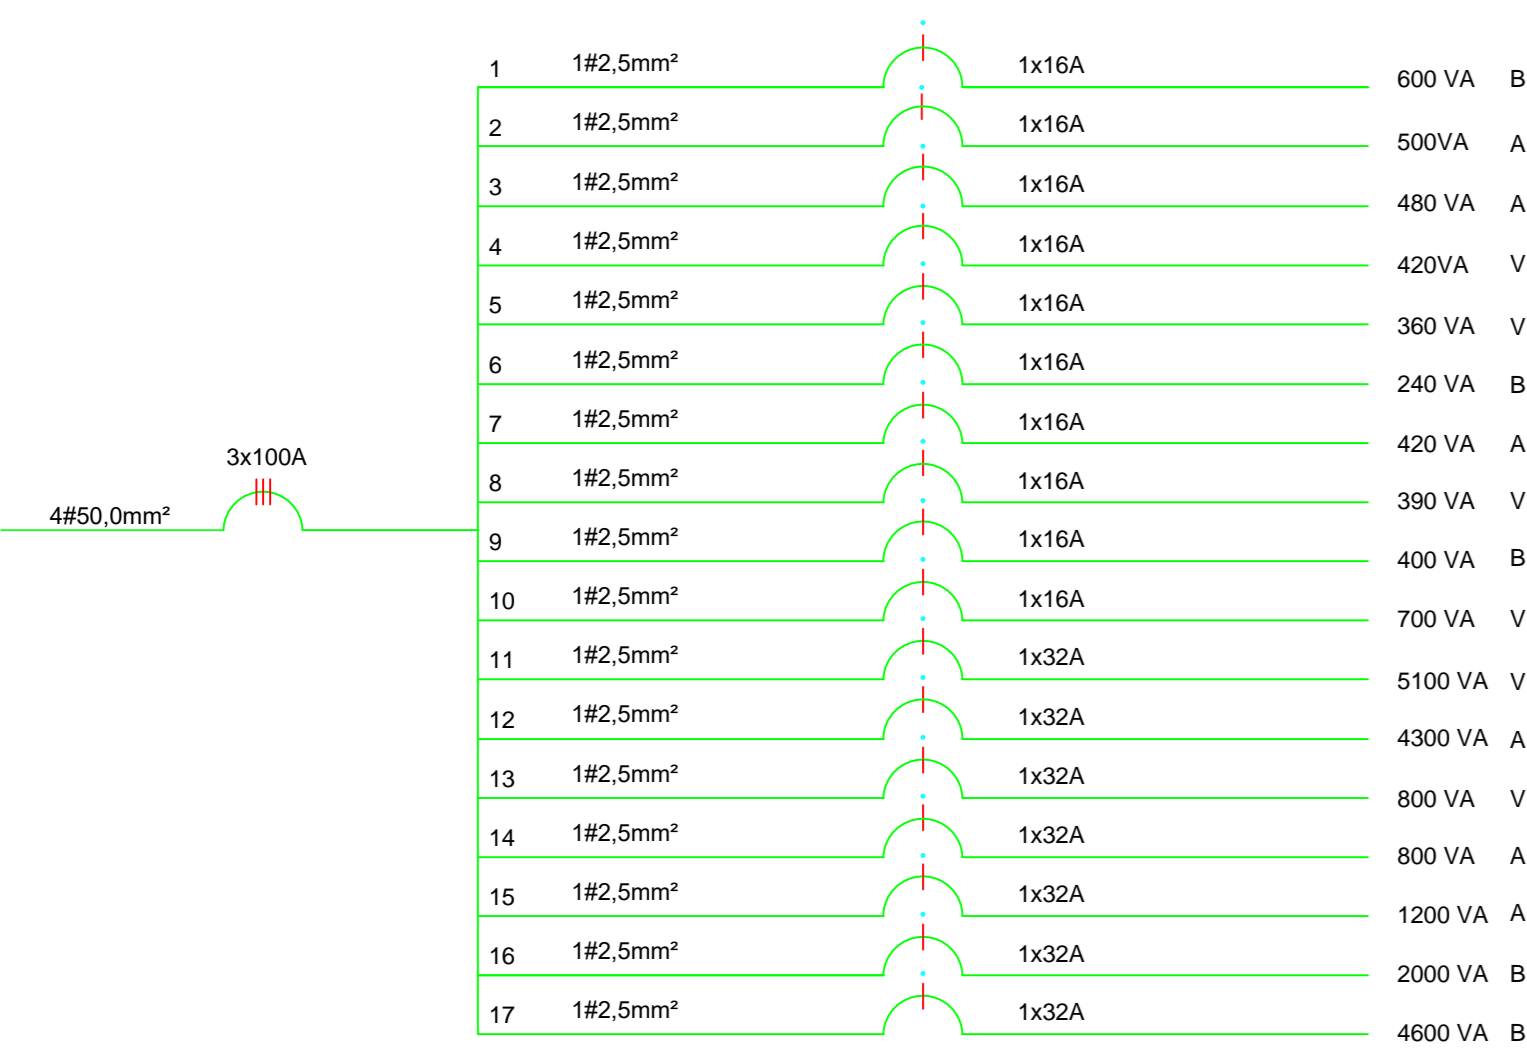 1 1#2,5mm² 1x16A 600 VA B
2 1#2,5mm² 1x16A 500VA A
3 1#2,5mm² 1x16A 480 VA A
4 1#2,5mm² 1x16A 420VA V
5 1#2,5mm² 1x16A 360 VA V
6 1#2,5mm² 1x16A 240 VA B
7 1#2,5mm² 1x16A 420 VA A
3x100A
8 1#2,5mm² 1x16A 390 VA V
4#50,0mm²
9 1#2,5mm² 1x16A 400 VA B
10 1#2,5mm² 1x16A 700 VA V
11 1#2,5mm² 1x32A 5100 VA V
12 1#2,5mm² 1x32A 4300 VA A
13 1#2,5mm² 1x32A 800 VA V
14 1#2,5mm² 1x32A 800 VA A
15 1#2,5mm² 1x32A 1200 VA A
16 1#2,5mm² 1x32A 2000 VA B
17 1#2,5mm² 1x32A 4600 VA B